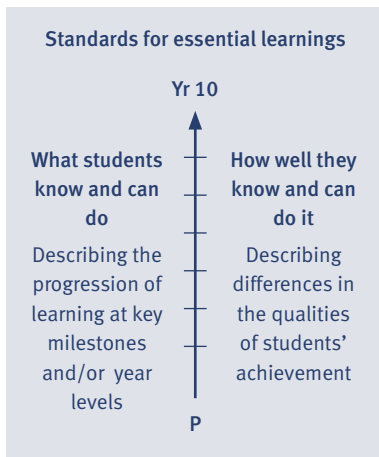 Standards for essential learnings
Yr 10
What students
know and can
do
Describing the
progression of
learning at key
milestones
and/or year
levels
How well they
know and can
do it
Describing
differences in
the qualities
of students’
achievement
P